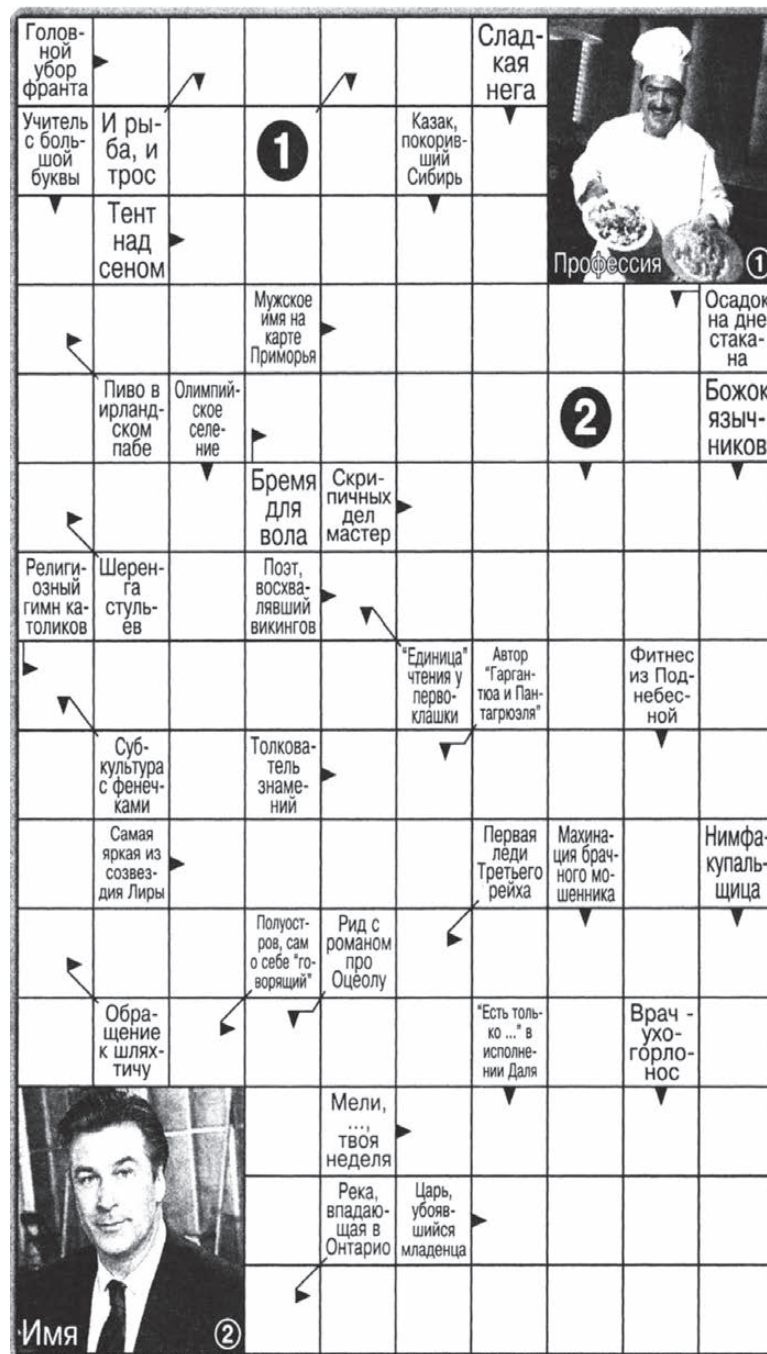 Голов-
ной
убор
франта
Слад-
кая
нега
Учитель
с боль-
шой
буквы
И ры-
ба, и
трос
1
Казак,
покорив-
ший
Сибирь
Тент
над
сеном
Профессия
1
Мужское
имя на
карте
Приморья
Осадок
на дне
стака-
на
Пиво в
ирланд-
ском
пабе
Олимпий-
ское
селе-
ние
2
Божок
языч-
ников
Бремя
для
вола
Скри-
пичных
дел
мастер
Религи-
озный
гимн ка-
толиков
Шерен-
га
стуль-
ев
Поэт,
восхва-
лявший
викингов
"Единица"
чтения у
перво-
клашки
Автор
"Гарган-
тюа и Пан-
тагрюэля"
Фитнес
из Под-
небес-
ной
Суб-
культура
с фенеч-
ками
Толкова-
тель
знаме-
ний
Самая
яркая из
созвез-
дия Лиры
Первая
леди
Третьего
рейха
Махина-
ция брач-
ного мо-
шенника
Нимфа-
купаль-
щица
Полуост-
ров, сам
о себе "го-
ворящий"
Рид с
романом
про
Оцеолу
Обра-
щение
к шлях-
тичу
"Есть толь-
ко ..." в
исполне-
нии Даля
Врач -
ухо-
горло-
нос
Мели,
...,
твоя
неделя
Река,
впадаю-
щая в
Онтарио
Царь,
убояв-
шийся
младенца
Имя
2